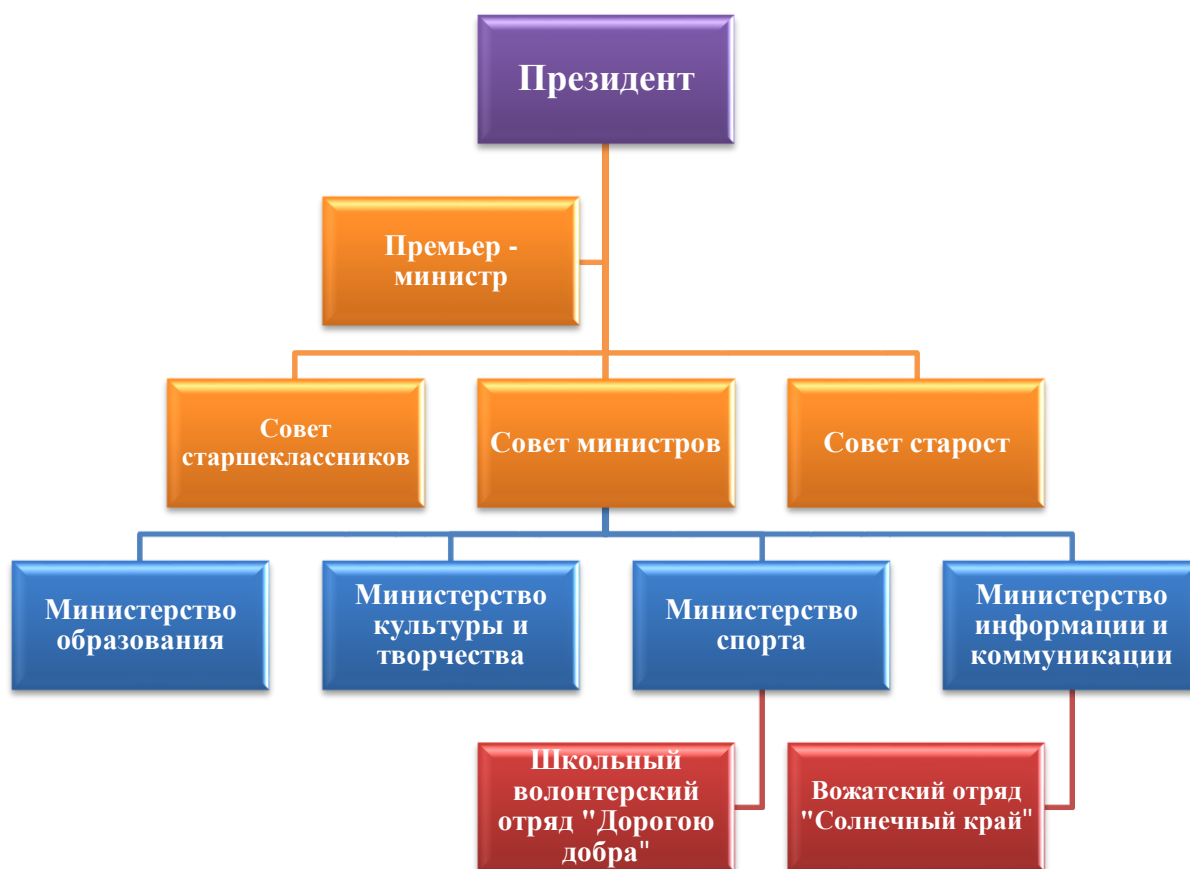 Президент
Премьер -
министр
Совет
старшеклассников
Совет министров
Совет старост
Министерство
образования
Министерство
культуры и
творчества
Министерство
спорта
Министерство
информации и
коммуникации
Школьный
волонтерский
отряд "Дорогою
добра"
Вожатский отряд
"Солнечный край"